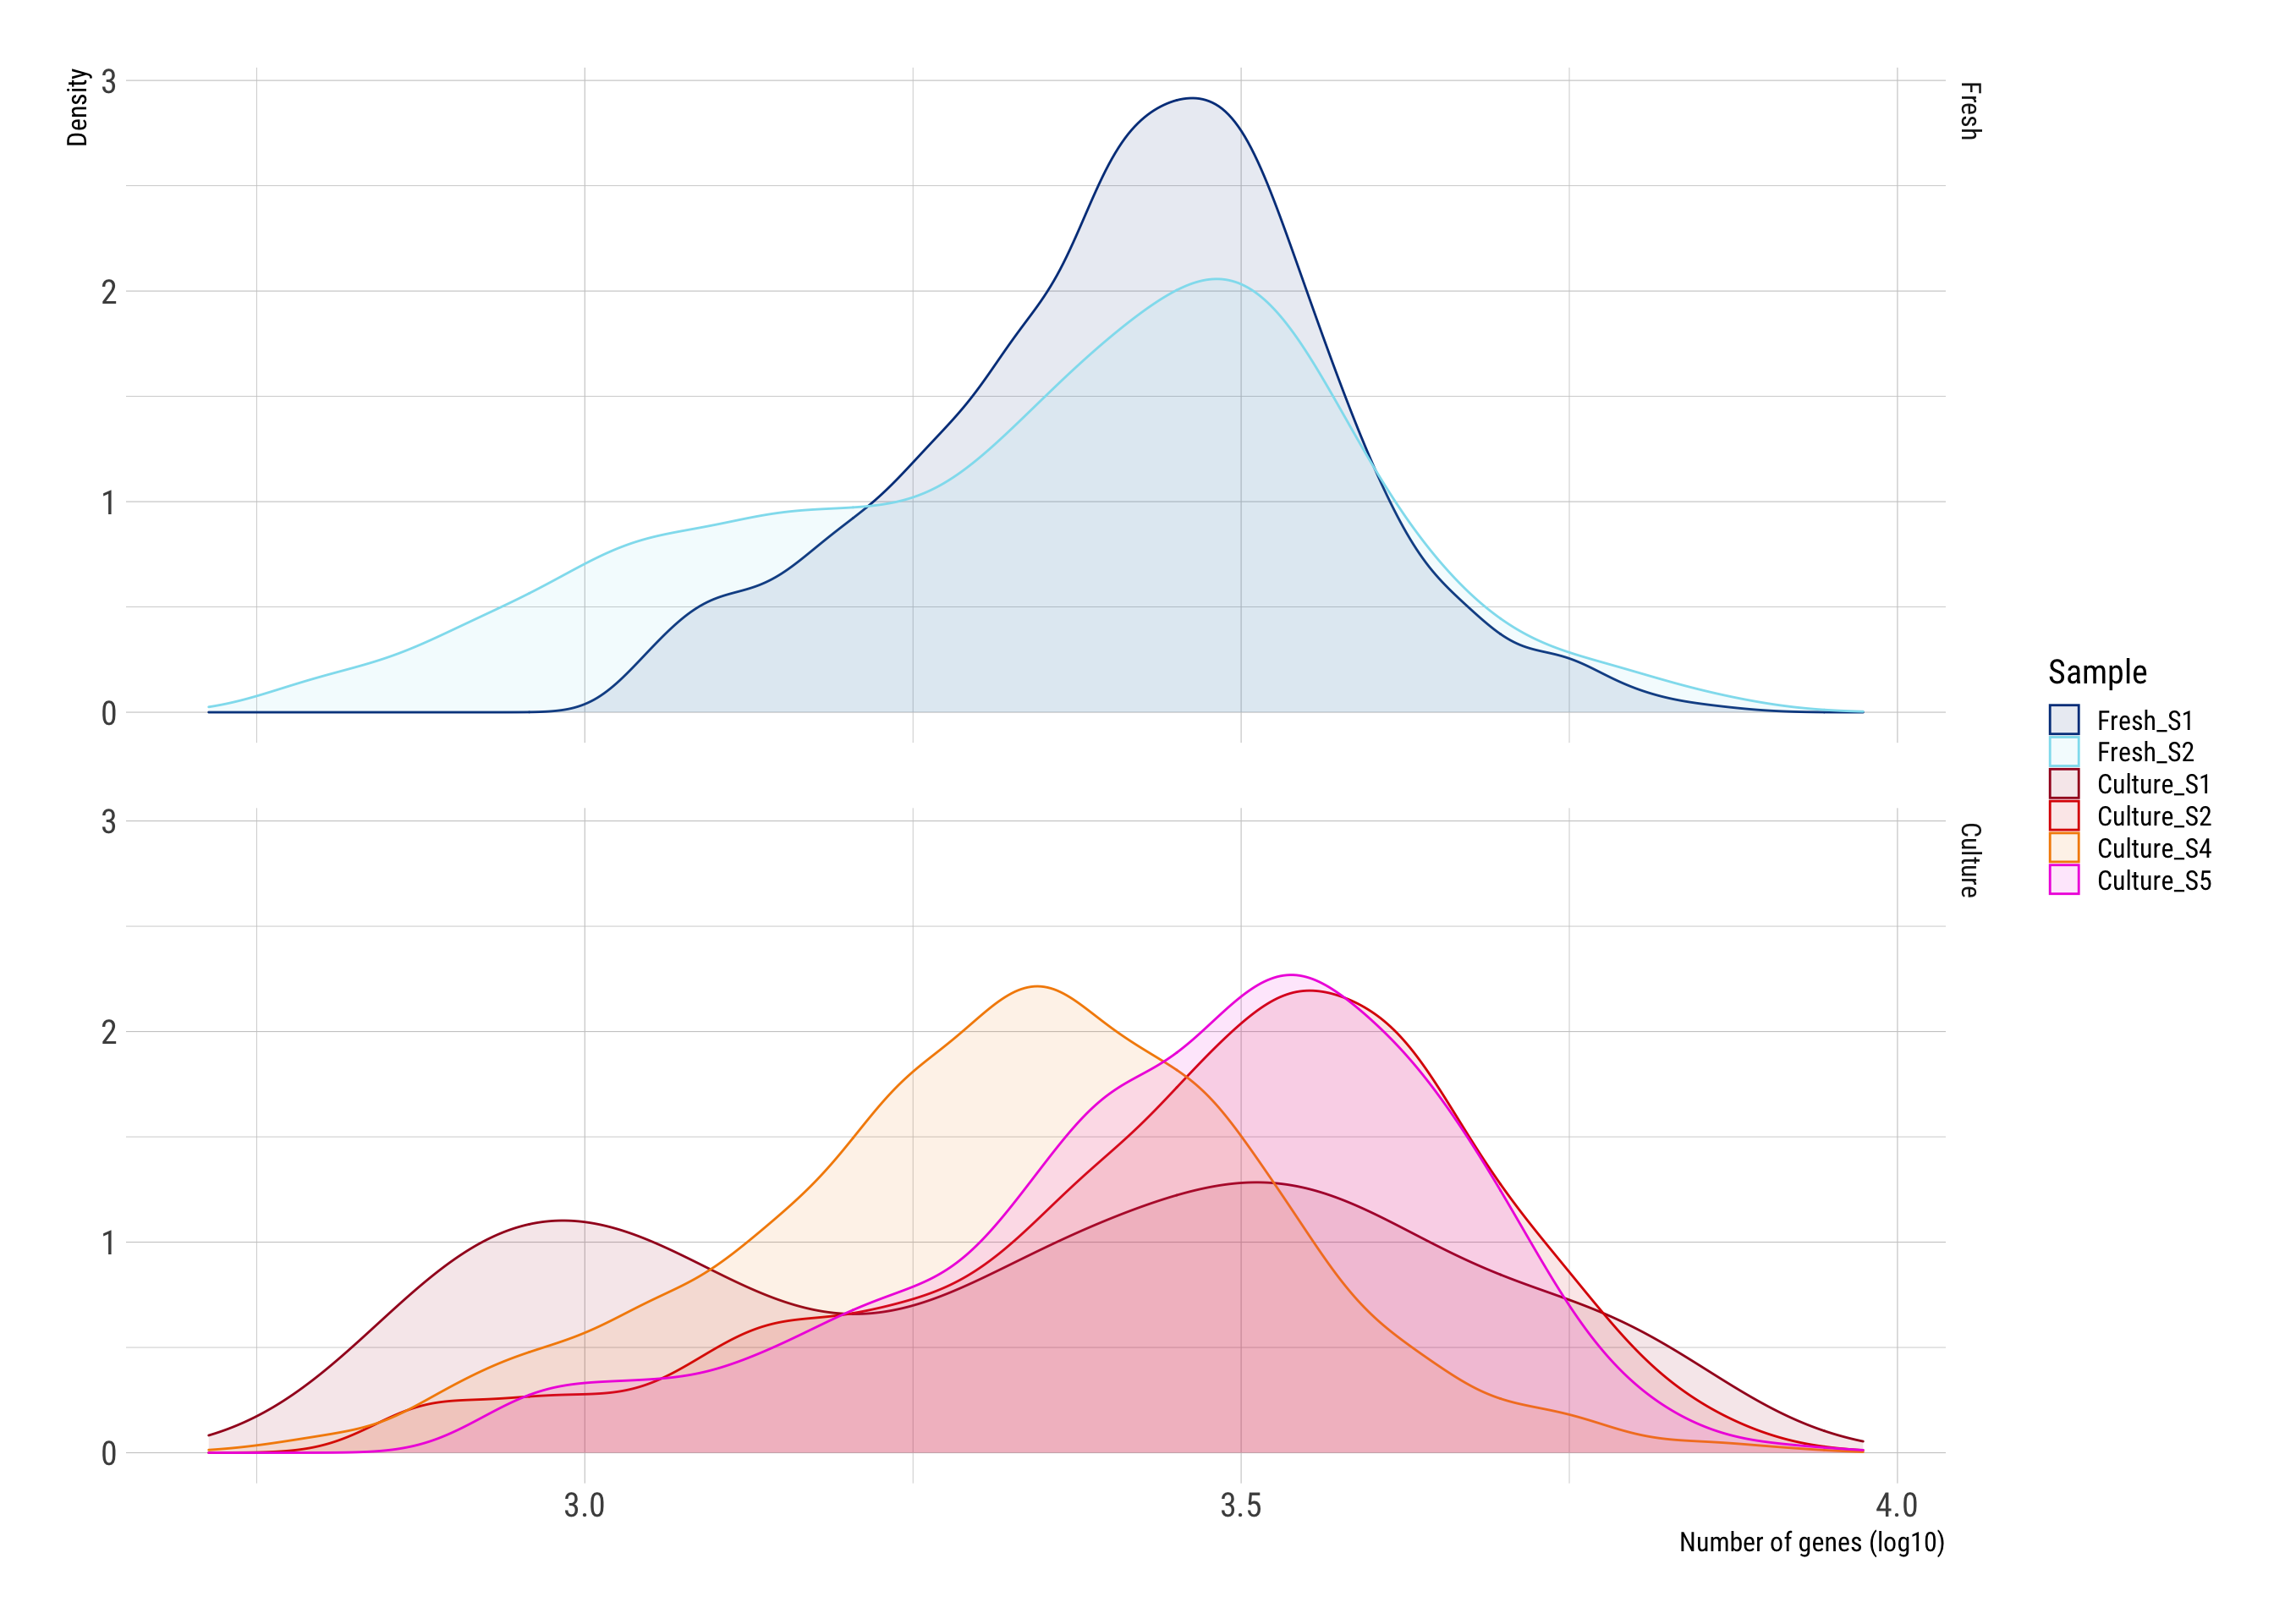 Density
3
2
1
0
Fresh
3
2
1
0
Culture
3.0
3.5
4.0
Number of genes (log10)
Sample
Fresh_S1
Fresh_S2
Culture_S1
Culture_S2
Culture_S4
Culture_S5